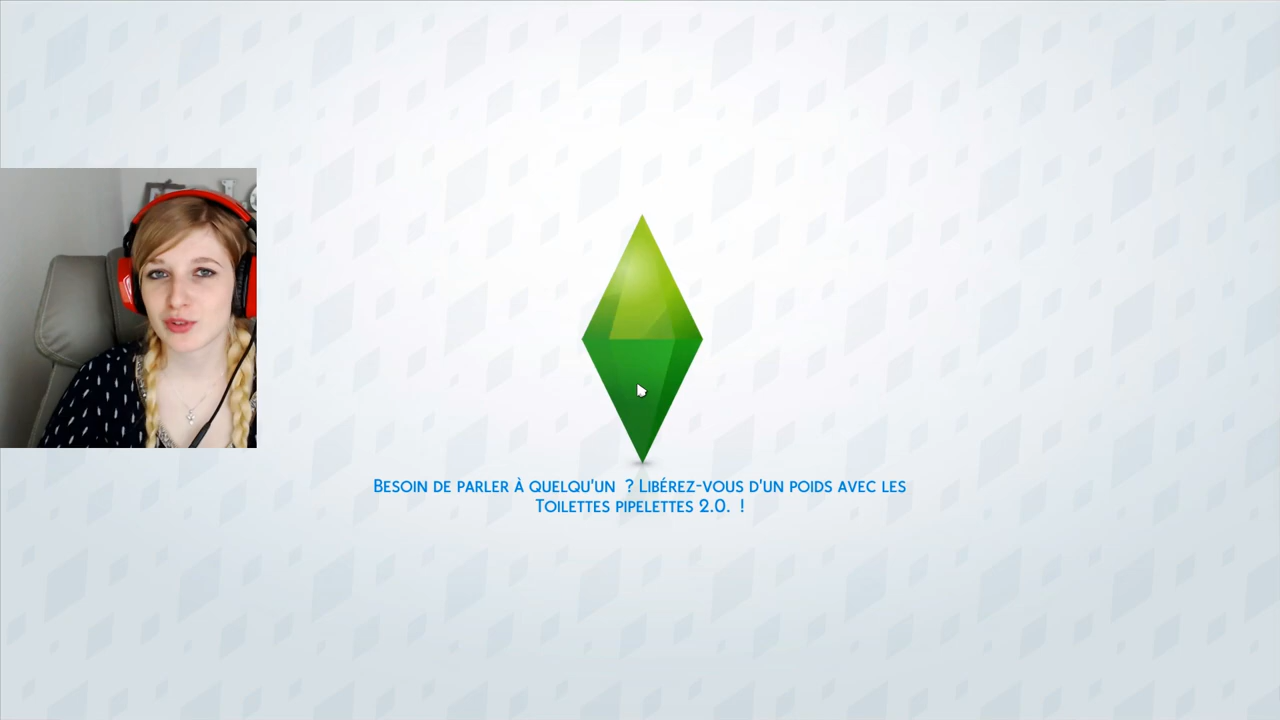 Besoin de parler à quelqu'un  ? Libérez-vous d'un poids avec les
Toilettes pipelettes 2.0.  !